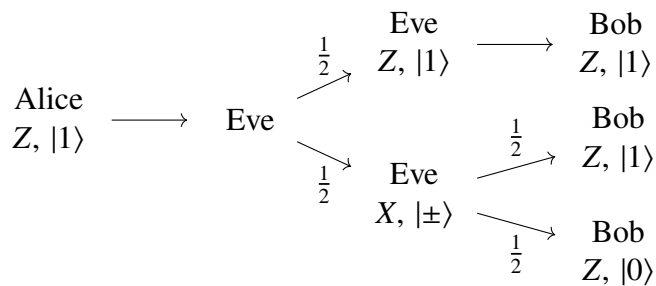 Alice
Z, |1⟩
Eve
1/2
1/2
Eve
Z, |1⟩
Eve
X, |±⟩
1/2
1/2
Bob
Z, |1⟩
Bob
Z, |1⟩
Bob
Z, |0⟩